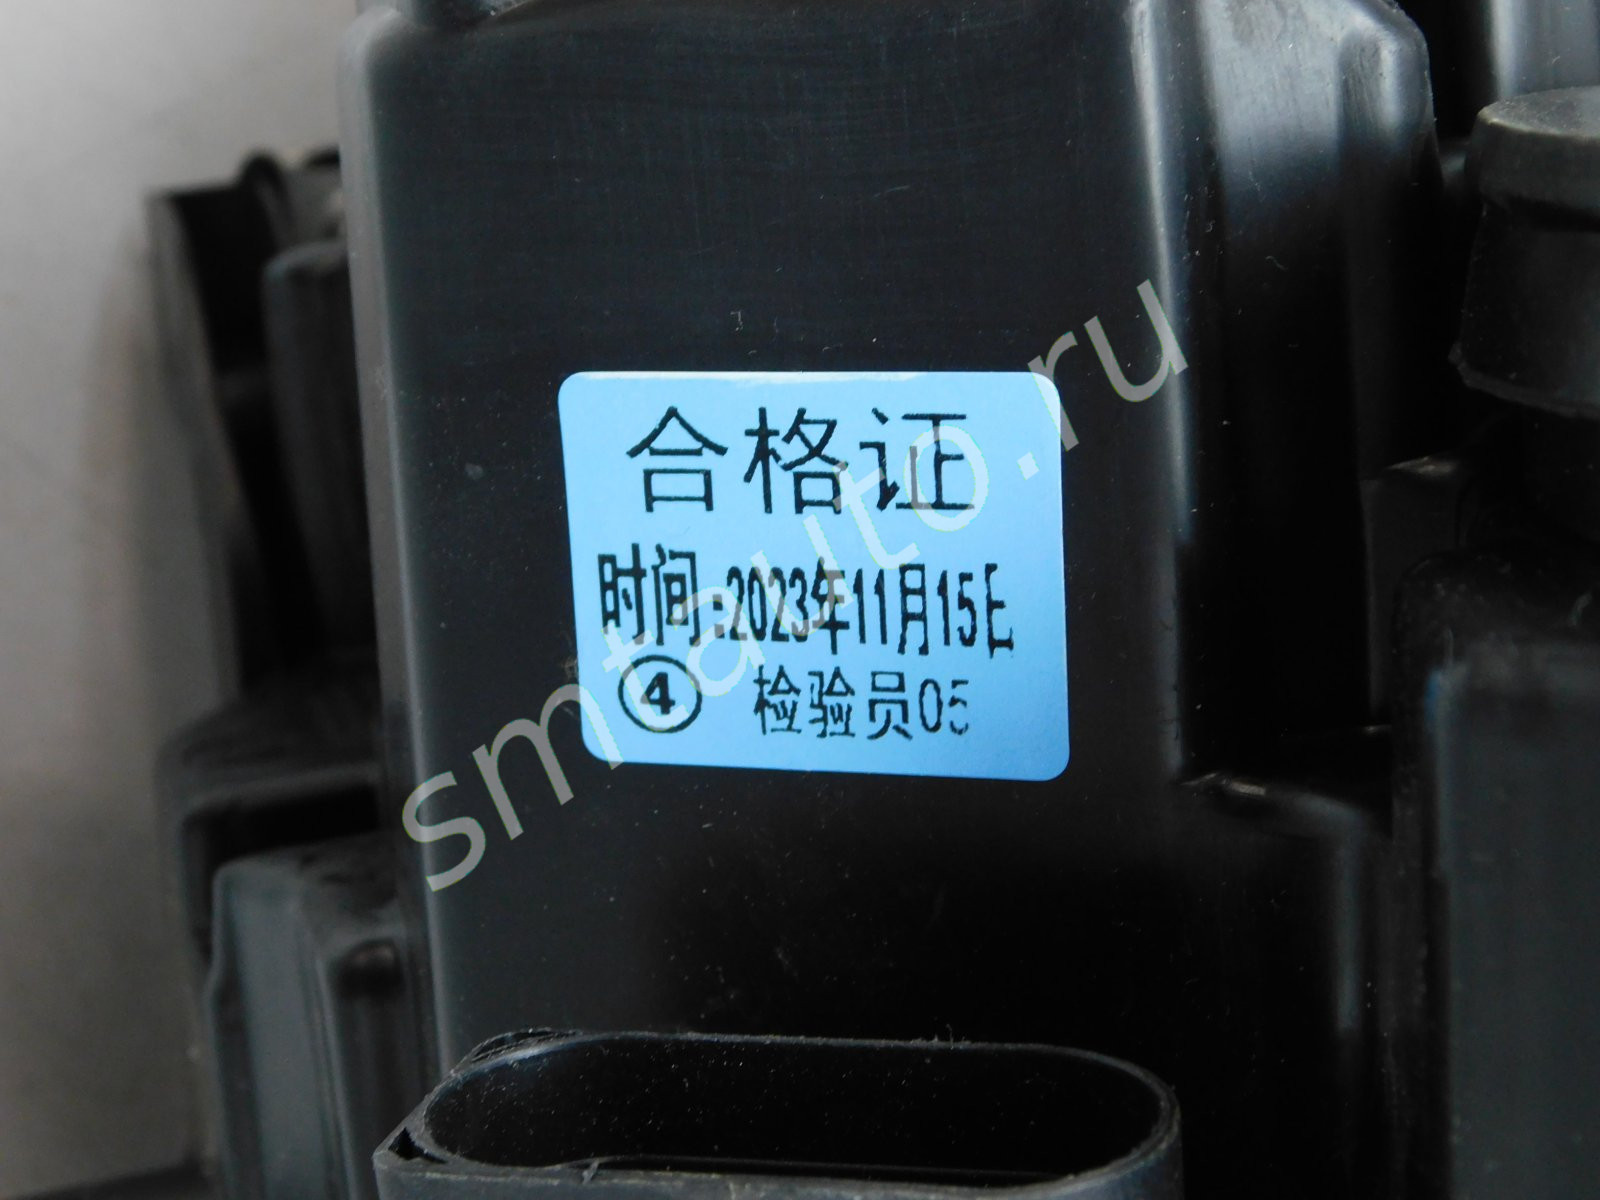 合格证
时间:2023年11月15日
④ 检验员05
smtauto.ru